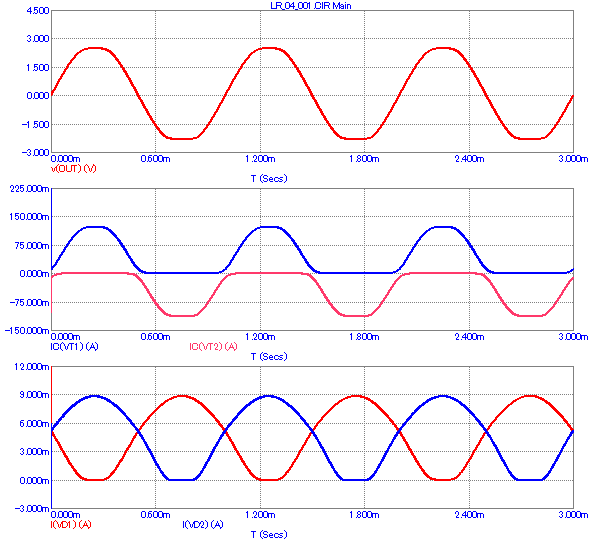 LR_04_001.CIR Main
4.500
3.000
1.500
0.000
-1.500
-3.000
0.000m 0.600m 1.200m 1.800m 2.400m 3.000m
v(OUT) (V)
T (Secs)
225.000m
150.000m
75.000m
0.000m
-75.000m
-150.000m
0.000m 0.600m 1.200m 1.800m 2.400m 3.000m
IC(VT1) (A) IC(VT2) (A)
T (Secs)
12.000m
9.000m
6.000m
3.000m
0.000m
-3.000m
0.000m 0.600m 1.200m 1.800m 2.400m 3.000m
I(VD1) (A) I(VD2) (A)
T (Secs)